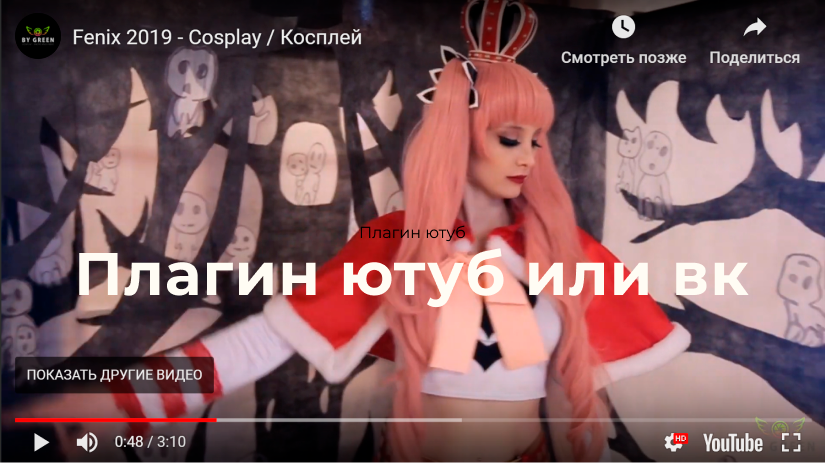 BY GREEN
Fenix 2019 - Cosplay / Косплей
Смотреть позже
Поделиться
Плагин ютуб
Плагин ютуб или вк
ПОКАЗАТЬ ДРУГИЕ ВИДЕО
0:48 / 3:10
HD
YouTube